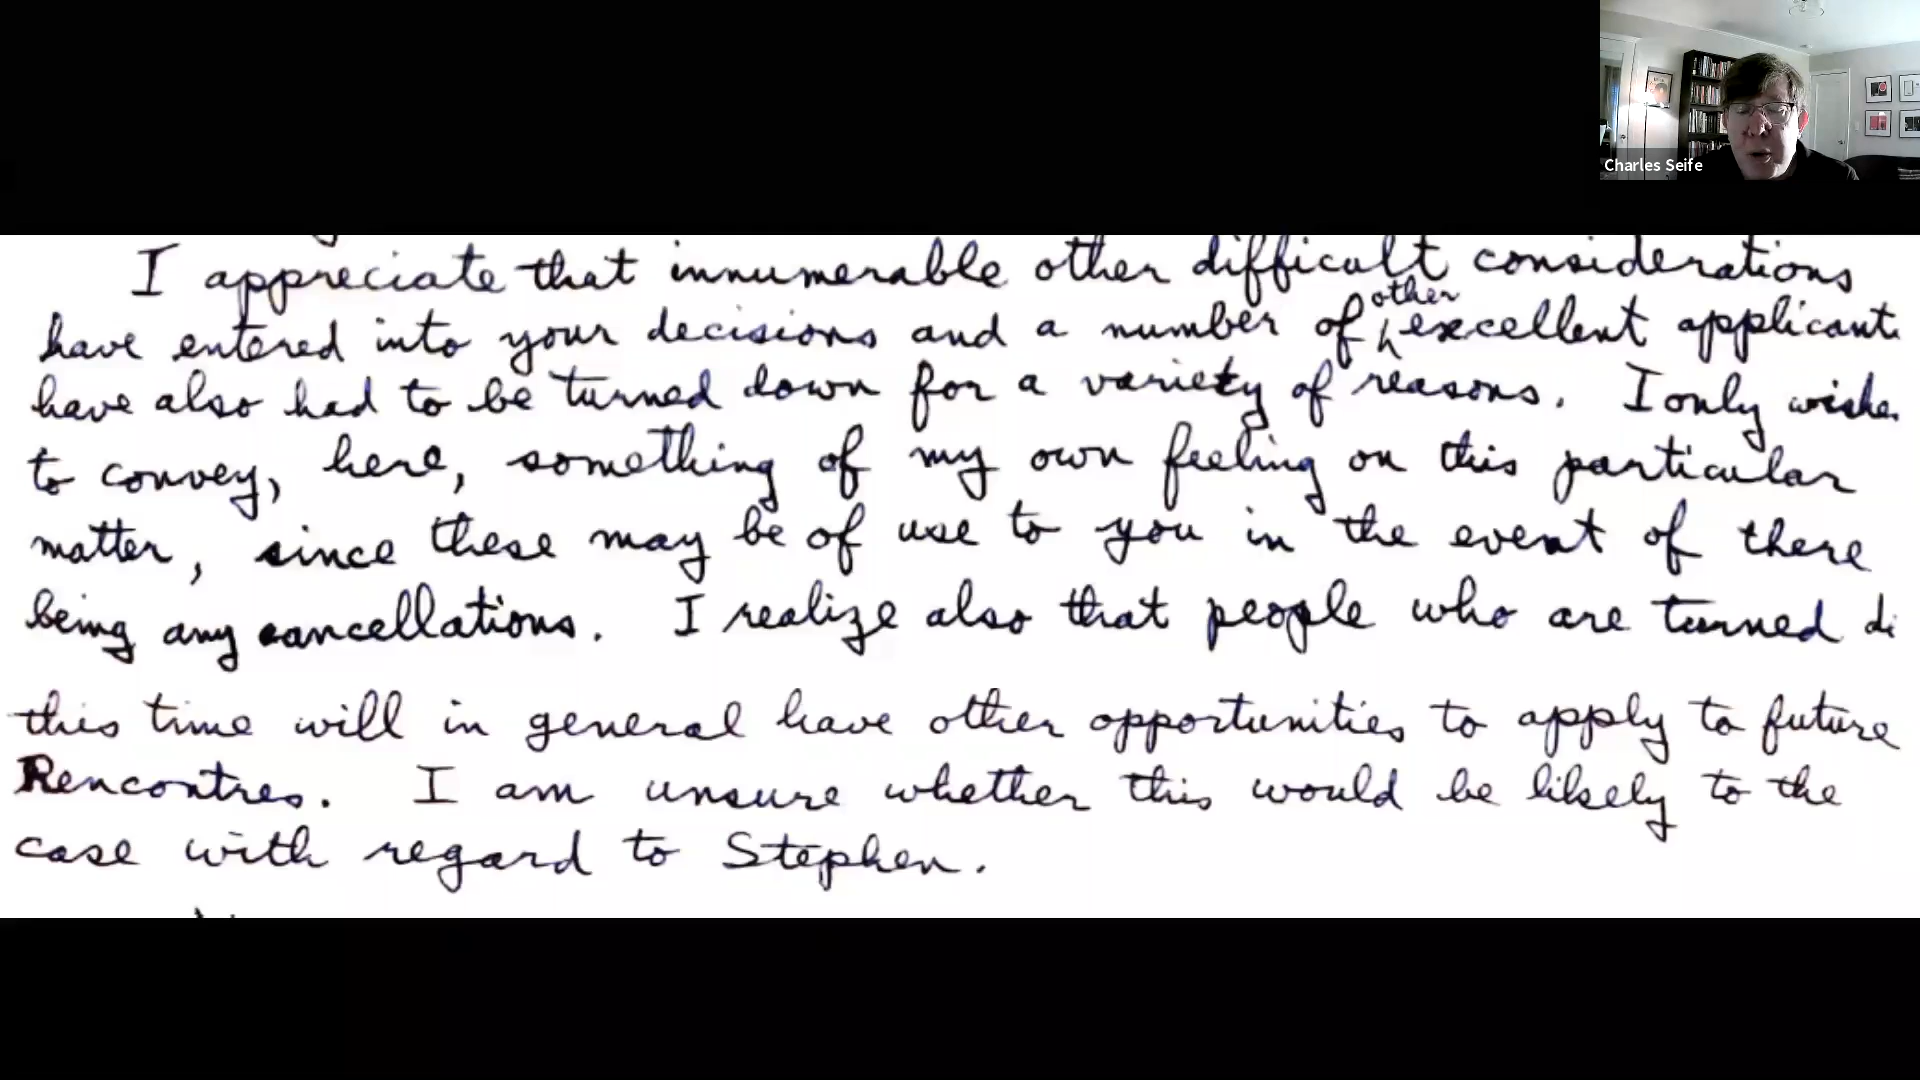 Charles Seife
I appreciate that innumerable other difficult considerations
have entered into your decisions and a number of other excellent applicant
have also had to be turned down for a variety of reasons. I only wishe
to convey, here, something of my own feeling on this particular
matter, since these may be of use to you in the event of there
being any cancellations. I realize also that people who are turned d
this time will in general have other opportunities to apply to future
Rencontres. I am unsure whether this would be likely to the
case with regard to Stephen.